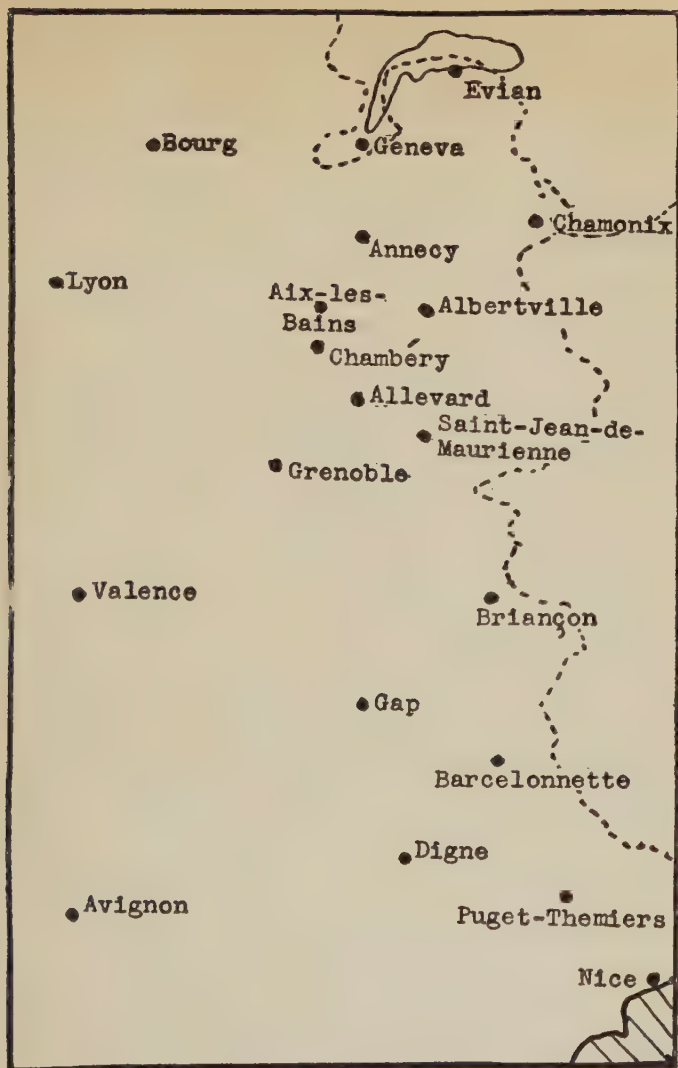 Evian
Bourg
Geneva
Chamonix
Annecy
Lyon
Aix-les-
Bains
Albertville
Chambéry
Allevard
Saint-Jean-de-
Maurienne
Grenoble
Valence
Briançon
Gap
Barcelonnette
Digne
Avignon
Puget-Themiers
Nice